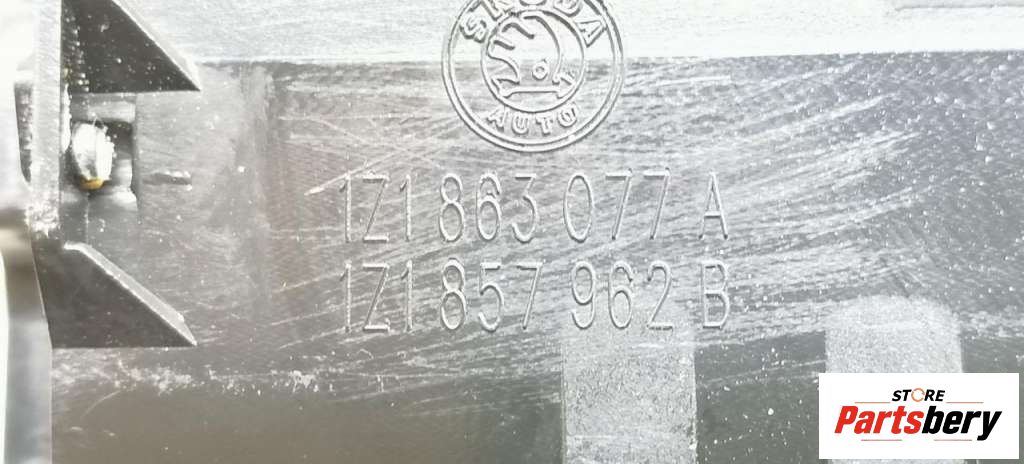 ŠKODA
AUTO
1Z1 863 077 A
1Z1 857 962 B
STORE
Partsbery